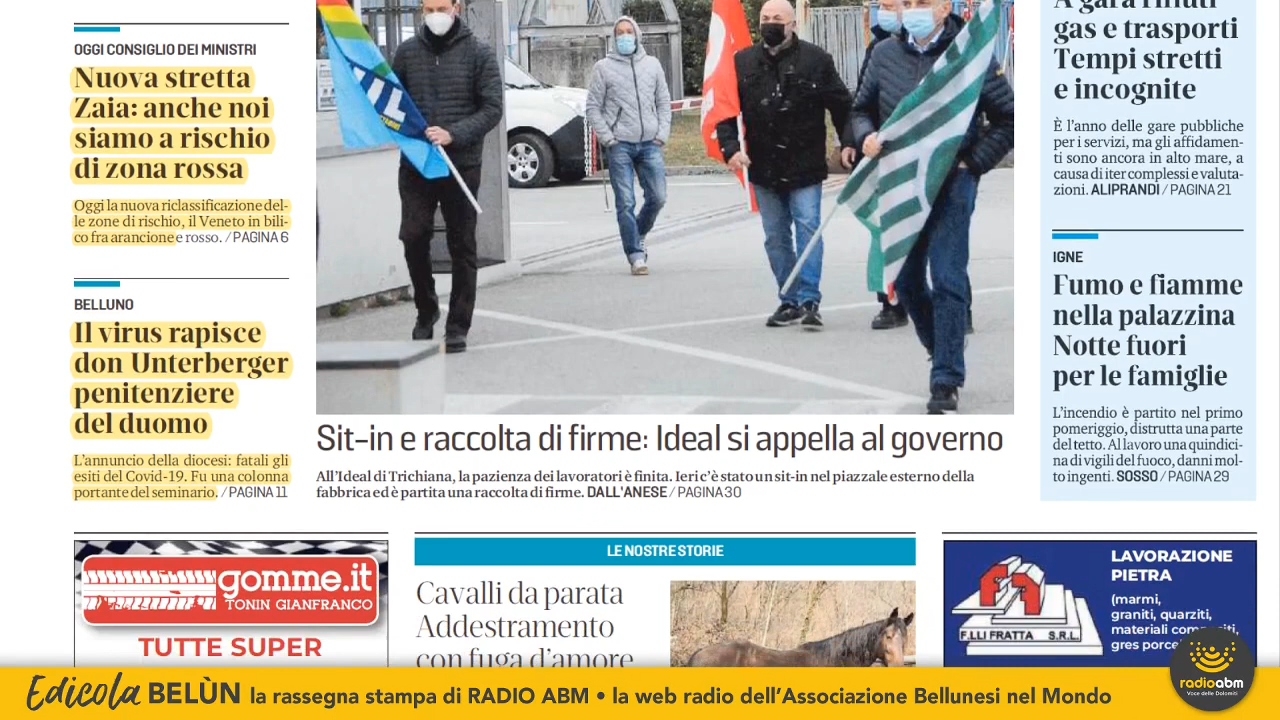 OGGI CONSIGLIO DEI MINISTRI
Nuova stretta
Zaia: anche noi
siamo a rischio
di zona rossa
Oggi la nuova riclassificazione del-
le zone di rischio, il Veneto in bili-
co fra arancione e rosso. / PAGINA 6
BELLUNO
Il virus rapisce
don Unterberger
penitenziere
del duomo
L'annuncio della diocesi: fatali gli
esiti del Covid-19. Fu una colonna
portante del seminario. / PAGINA 11
Sit-in e raccolta di firme: Ideal si appella al governo
All'Ideal di Trichiana, la pazienza dei lavoratori è finita. Ieri c'è stato un sit-in nel piazzale esterno della
fabbrica ed è partita una raccolta di firme. DALL'ANESE / PAGINA 30
A gara rifiuti
gas e trasporti
Tempi stretti
e incognite
È l'anno delle gare pubbliche
per i servizi, ma gli affidamen-
ti sono ancora in alto mare, a
causa di iter complessi e valuta-
zioni. ALIPRANDI / PAGINA 21
IGNE
Fumo e fiamme
nella palazzina
Notte fuori
per le famiglie
L'incendio è partito nel primo
pomeriggio, distrutta una parte
del tetto. Al lavoro una quindici-
na di vigili del fuoco, danni mol-
to ingenti. SOSSO / PAGINA 29
gomme.it
TONIN GIANFRANCO
TUTTE SUPER
LE NOSTRE STORIE
Cavalli da parata
Addestramento
con fuga d'amore
LAVORAZIONE
PIETRA
(marmi,
graniti, quarziti,
materiali
gres
F.LLI FRATTA S.R.L.
Edicola BELÙN la rassegna stampa di RADIO ABM • la web radio dell'Associazione Bellunesi nel Mondo
radioabm
Voce delle Dolomiti